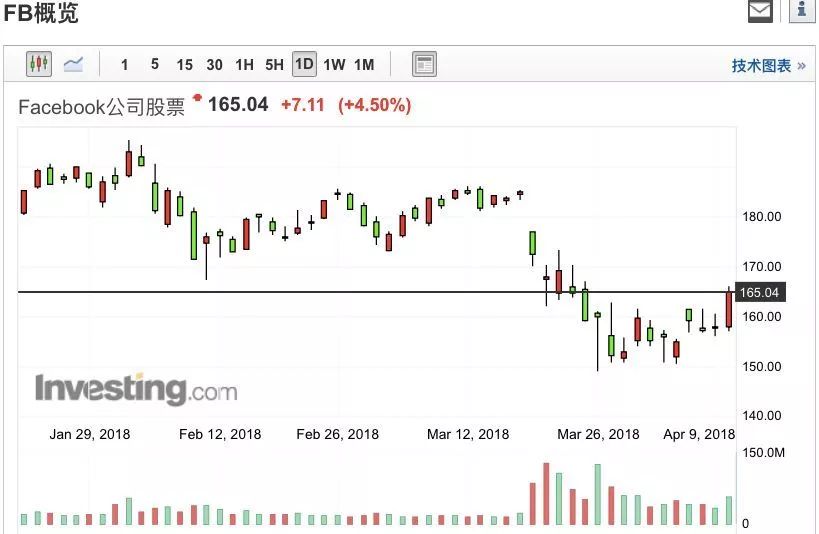 FB概览
1 5 15 30 1H 5H 1D 1W 1M
技术图表 »
Facebook公司股票 165.04 +7.11 (+4.50%)
180.00
170.00
165.04
160.00
150.00
140.00
Investing.com
Jan 29, 2018 Feb 12, 2018 Feb 26, 2018 Mar 12, 2018 Mar 26, 2018 Apr 9, 2018
150.0M
0